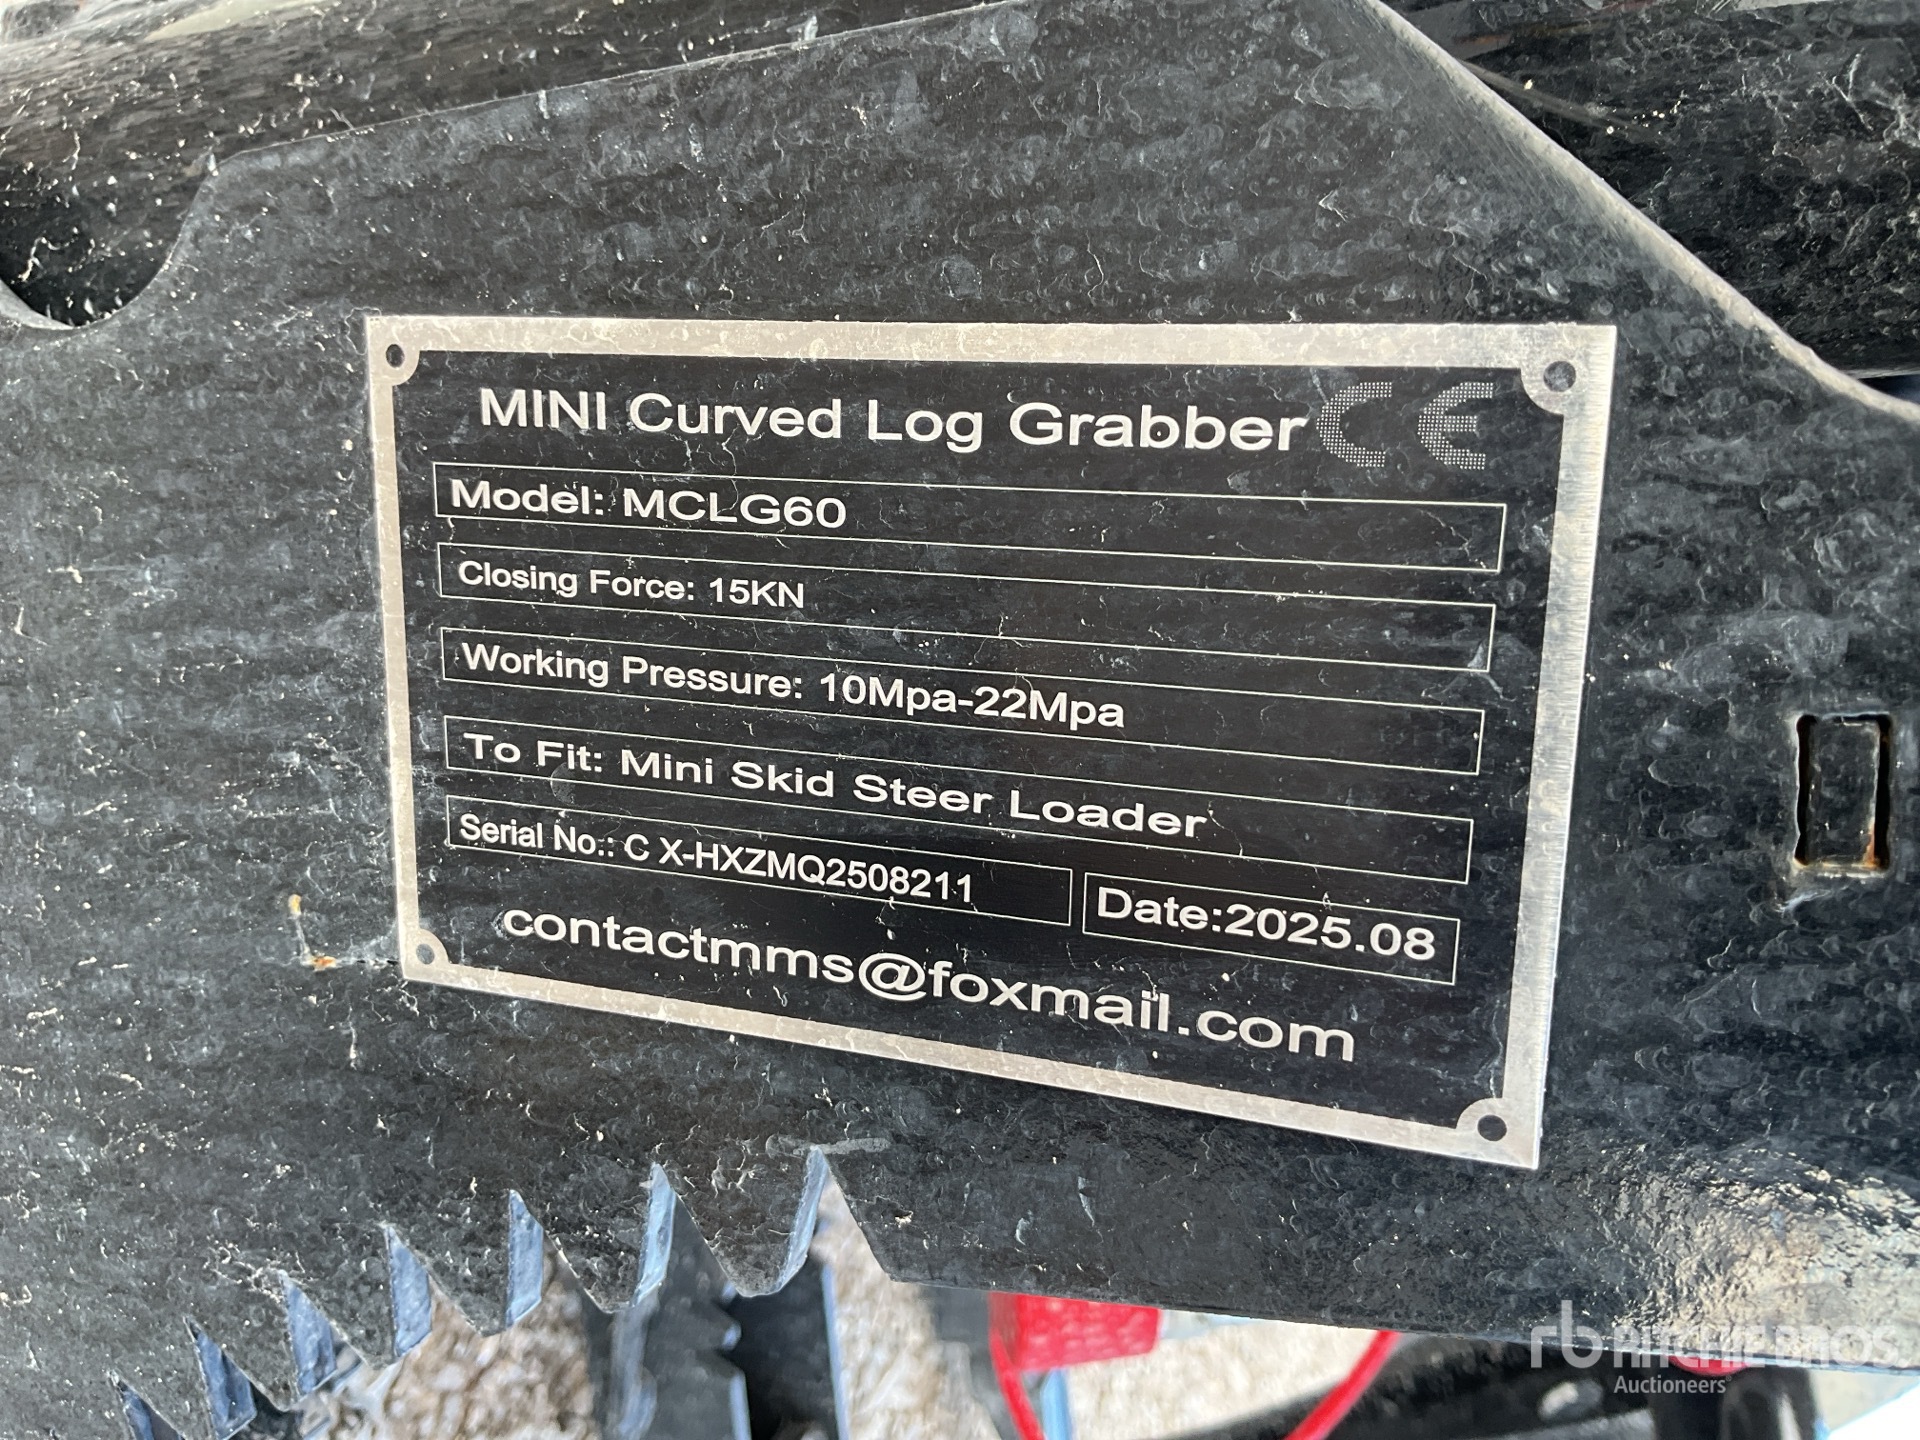 MINI Curved Log Grabber CE
Model: MCLG60
Closing Force: 15KN
Working Pressure: 10Mpa-22Mpa
To Fit: Mini Skid Steer Loader
Serial No.: C X-HXZMQ2508211
Date:2025.08
contactmms@foxmail.com
rb RITCHIE BROS
Auctioneers